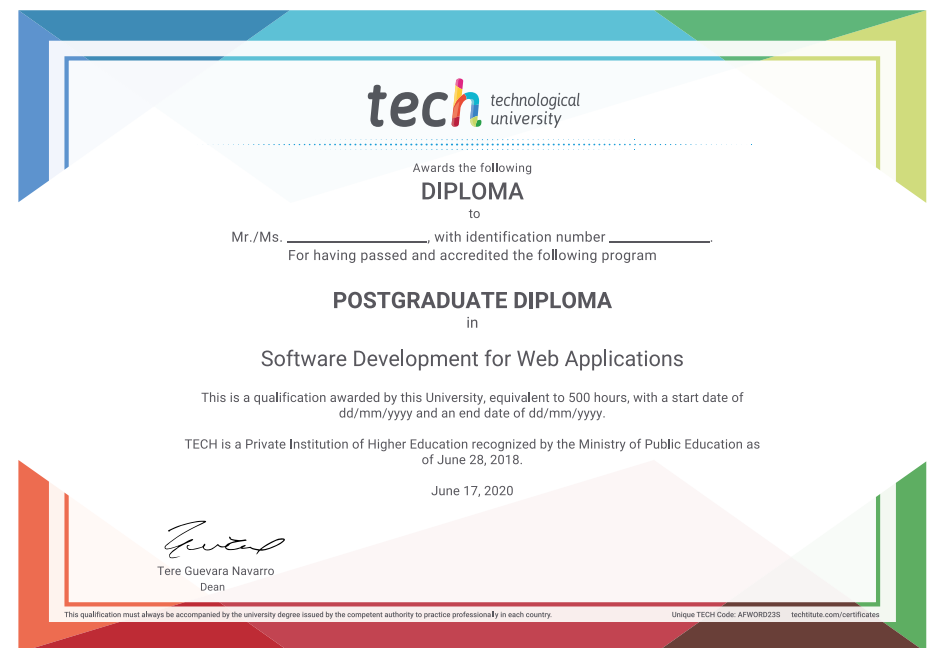 tech technological
university
Awards the following
DIPLOMA
to
Mr./Ms. ____________, with identification number _________.
For having passed and accredited the following program
POSTGRADUATE DIPLOMA
in
Software Development for Web Applications
This is a qualification awarded by this University, equivalent to 500 hours, with a start date of
dd/mm/yyyy and an end date of dd/mm/yyyy.
TECH is a Private Institution of Higher Education recognized by the Ministry of Public Education as
of June 28, 2018.
June 17, 2020
Tere Guevara Navarro
Dean
This qualification must always be accompanied by the university degree issued by the competent authority to practice professionally in each country.
Unique TECH Code: AFWORD23S techtitute.com/certificates